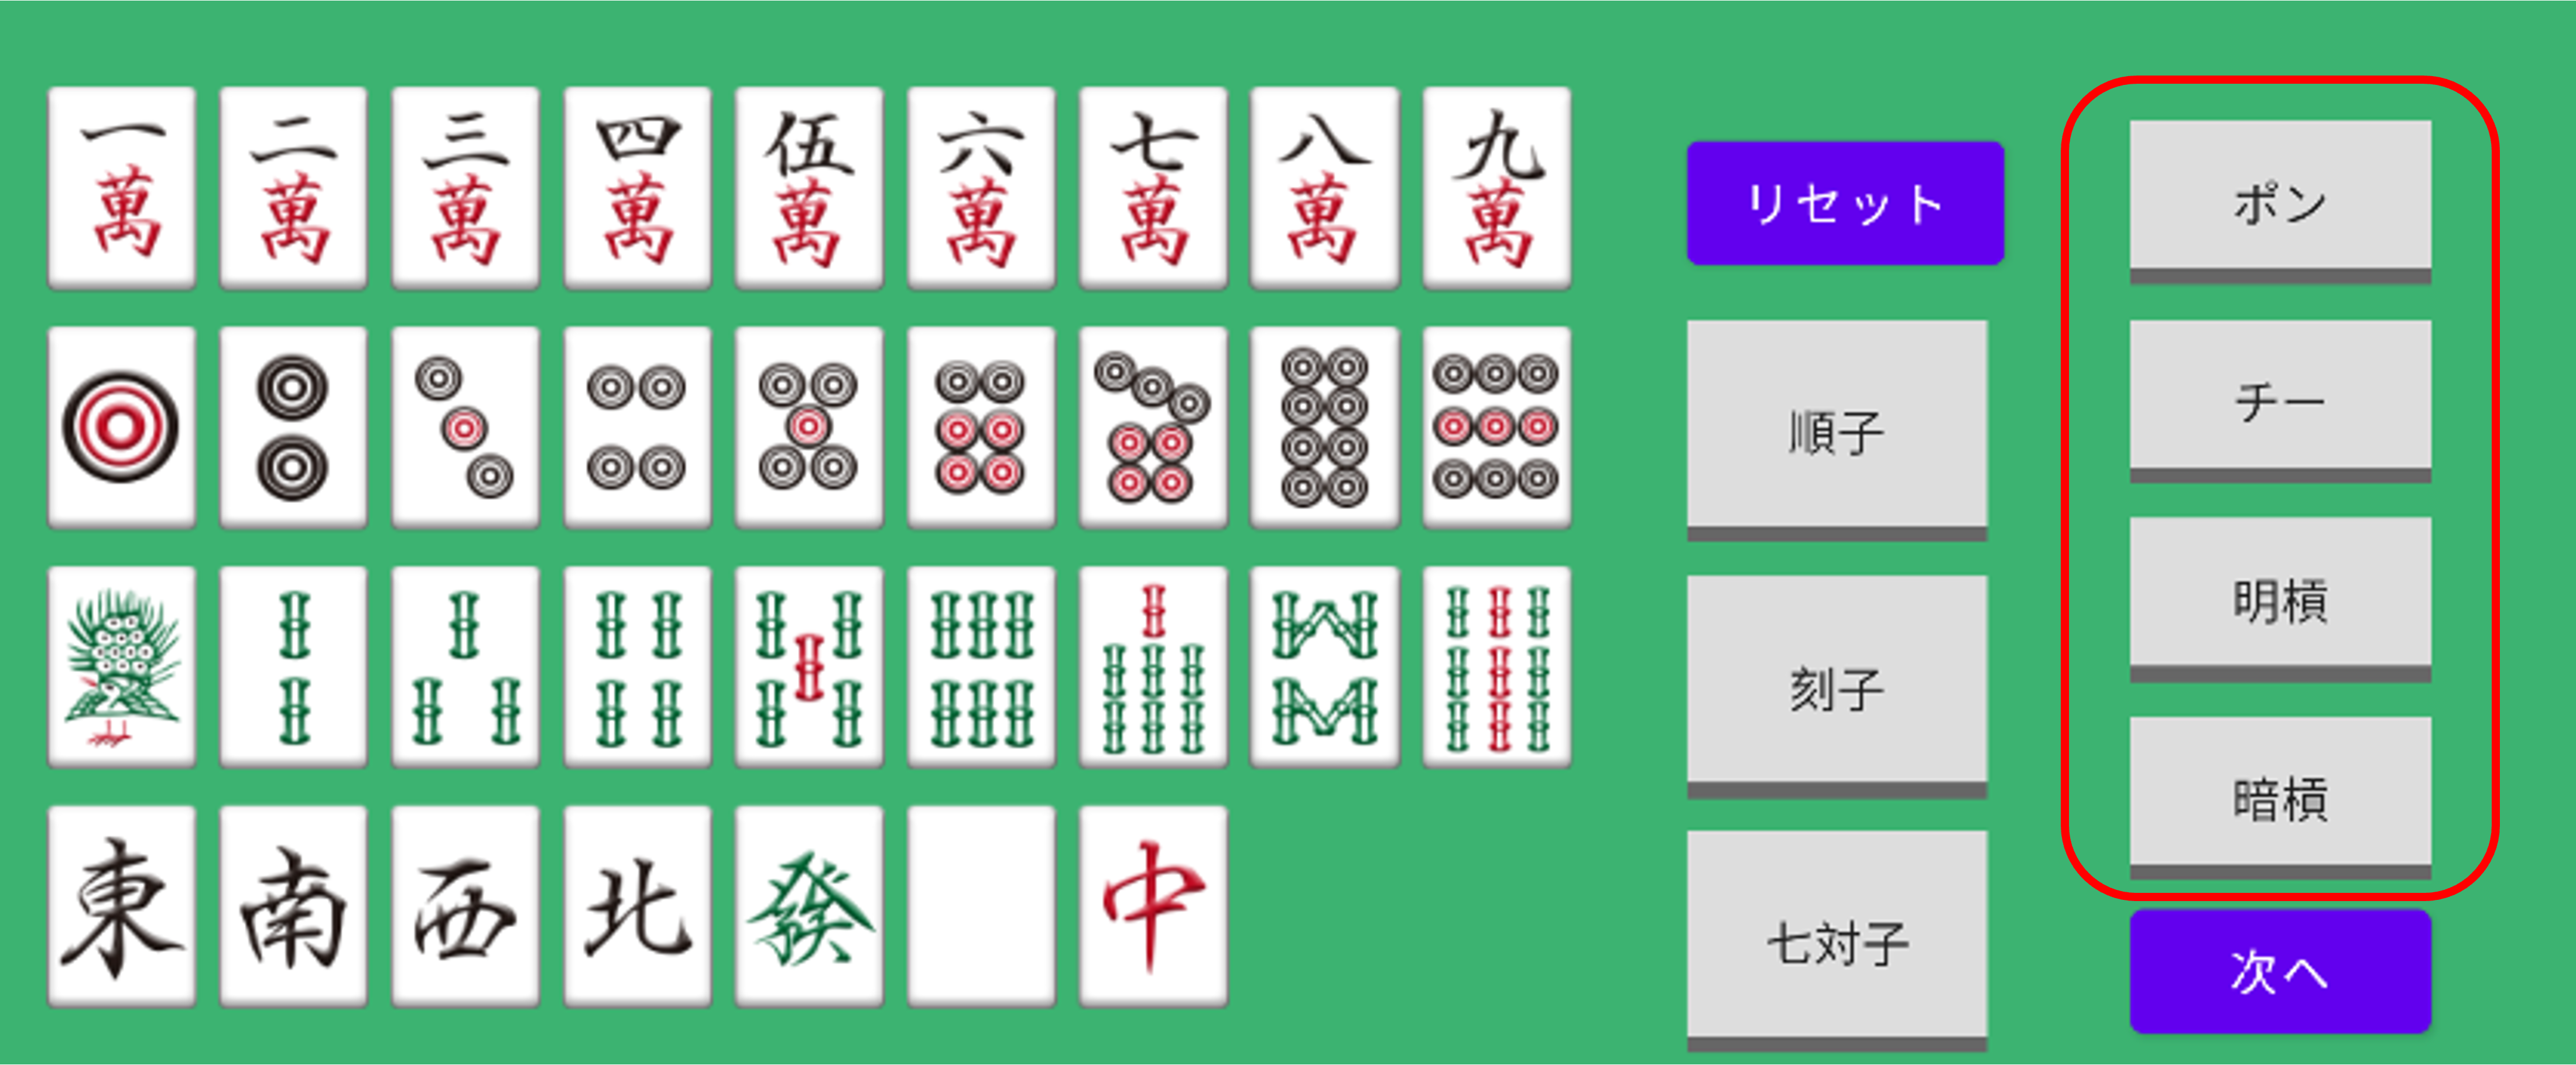 一 二 三 四 伍 六 七 八 九
萬 萬 萬 萬 萬 萬 萬 萬 萬
東 南 西 北 發 中
リセット
順子
刻子
七対子
ポン
チー
明槓
暗槓
次へ